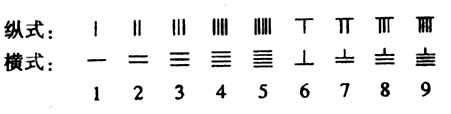 纵式: 𝍠 𝍡 𝍢 𝍣 𝍤 𝍥 𝍦 𝍧 𝍨
横式: 𝍩 𝍪 𝍫 𝍬 𝍭 𝍮 𝍯 𝍰 𝍱
1 2 3 4 5 6 7 8 9